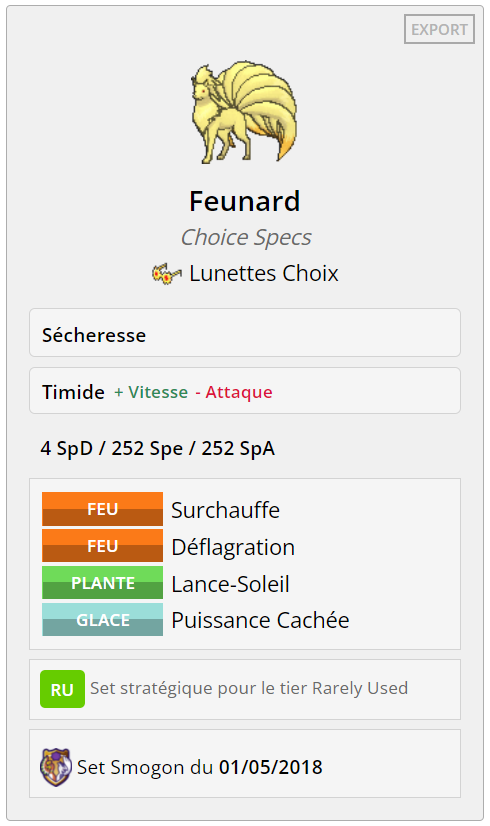 EXPORT
Feunard
Choice Specs
Lunettes Choix
Sécheresse
Timide + Vitesse - Attaque
4 SpD / 252 Spe / 252 SpA
FEU Surchauffe
FEU Déflagration
PLANTE Lance-Soleil
GLACE Puissance Cachée
RU Set stratégique pour le tier Rarely Used
Set Smogon du 01/05/2018